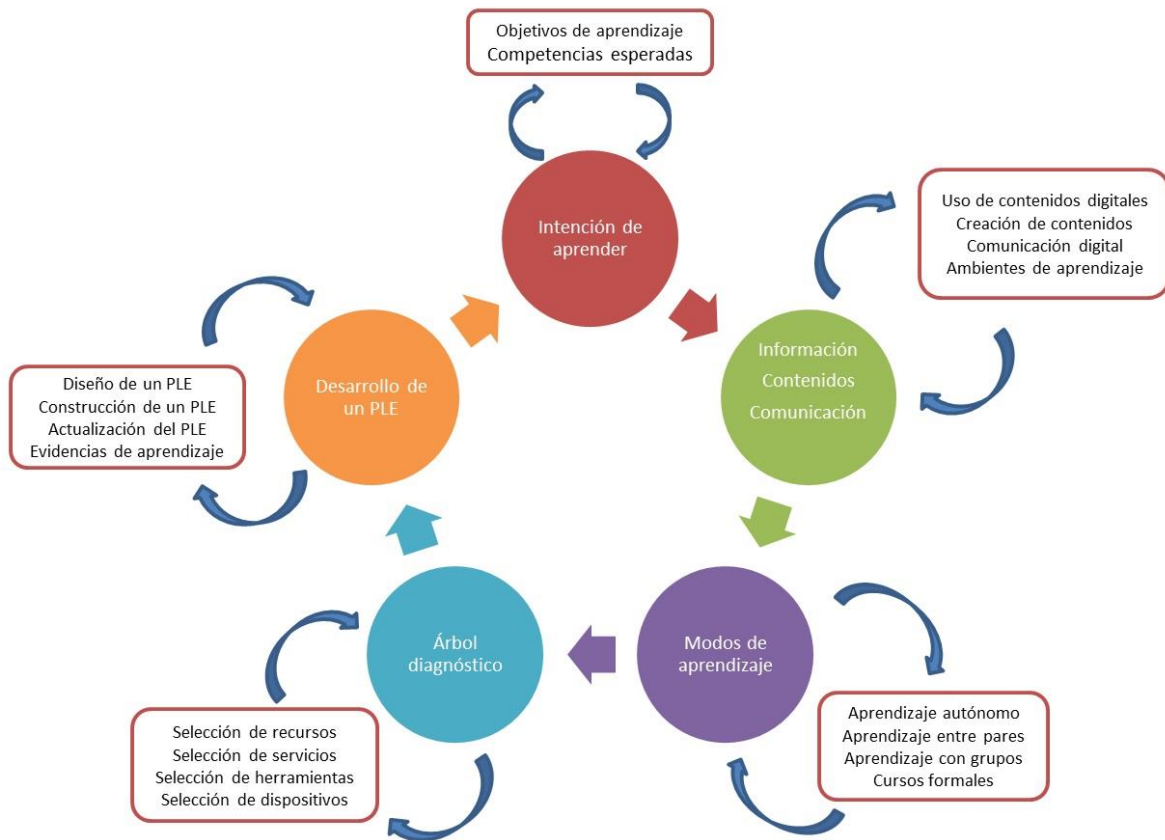 Objetivos de aprendizaje
Competencias esperadas
Intención de
aprender
Uso de contenidos digitales
Creación de contenidos
Comunicación digital
Ambientes de aprendizaje
Información
Contenidos
Comunicación
Modos de
aprendizaje
Aprendizaje autónomo
Aprendizaje entre pares
Aprendizaje con grupos
Cursos formales
Árbol
diagnóstico
Selección de recursos
Selección de servicios
Selección de herramientas
Selección de dispositivos
Desarrollo de
un PLE
Diseño de un PLE
Construcción de un PLE
Actualización del PLE
Evidencias de aprendizaje